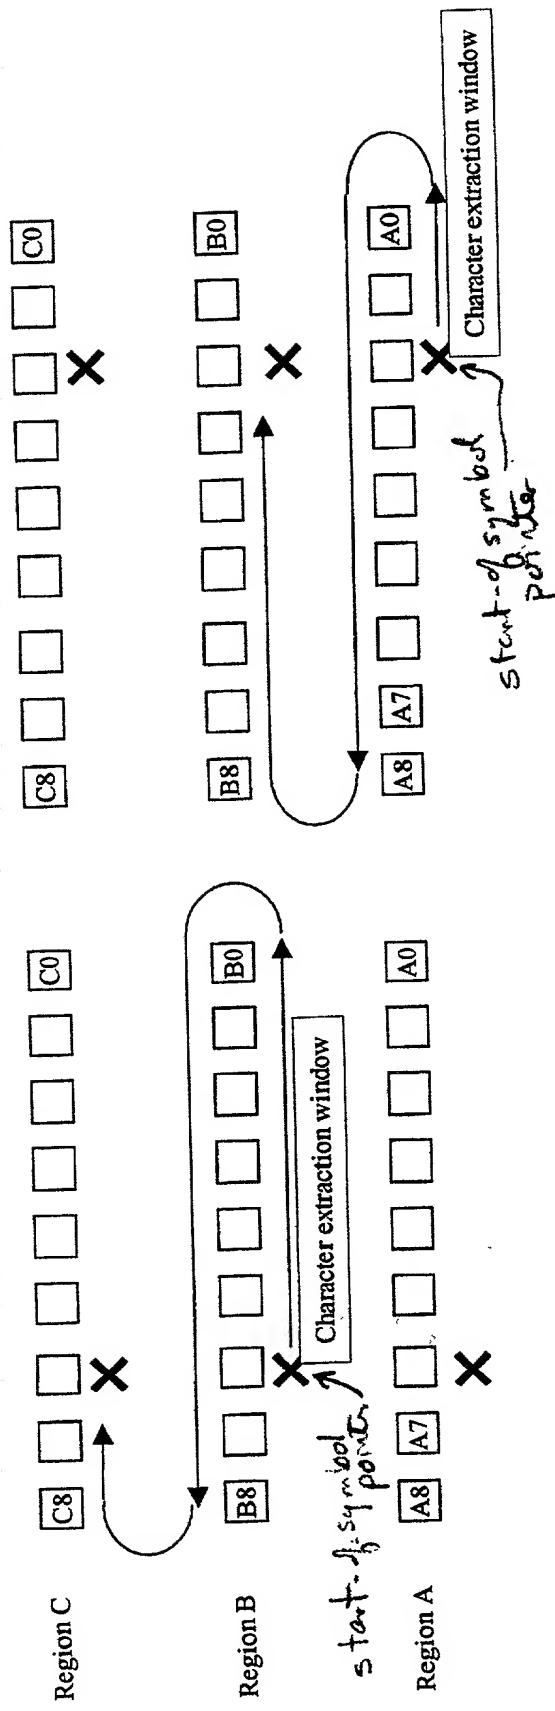 Region C
C8
C0
Region B
B8
B0
Character extraction window
start-of-symbol
pointer
Region A
A8
A7
A0
C8
C0
B8
B0
A8
A7
A0
Character extraction window
start-of symbol
pointer